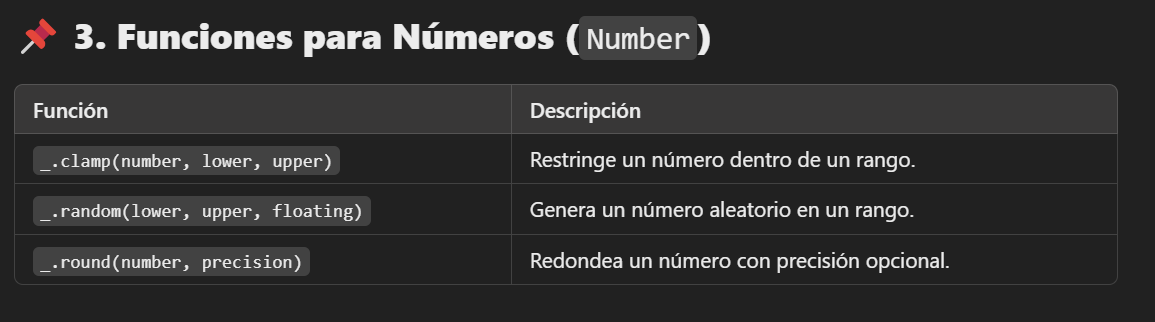 📌 3. Funciones para Números (Number)
Función Descripción
_.clamp(number, lower, upper) Restringe un número dentro de un rango.
_.random(lower, upper, floating) Genera un número aleatorio en un rango.
_.round(number, precision) Redondea un número con precisión opcional.